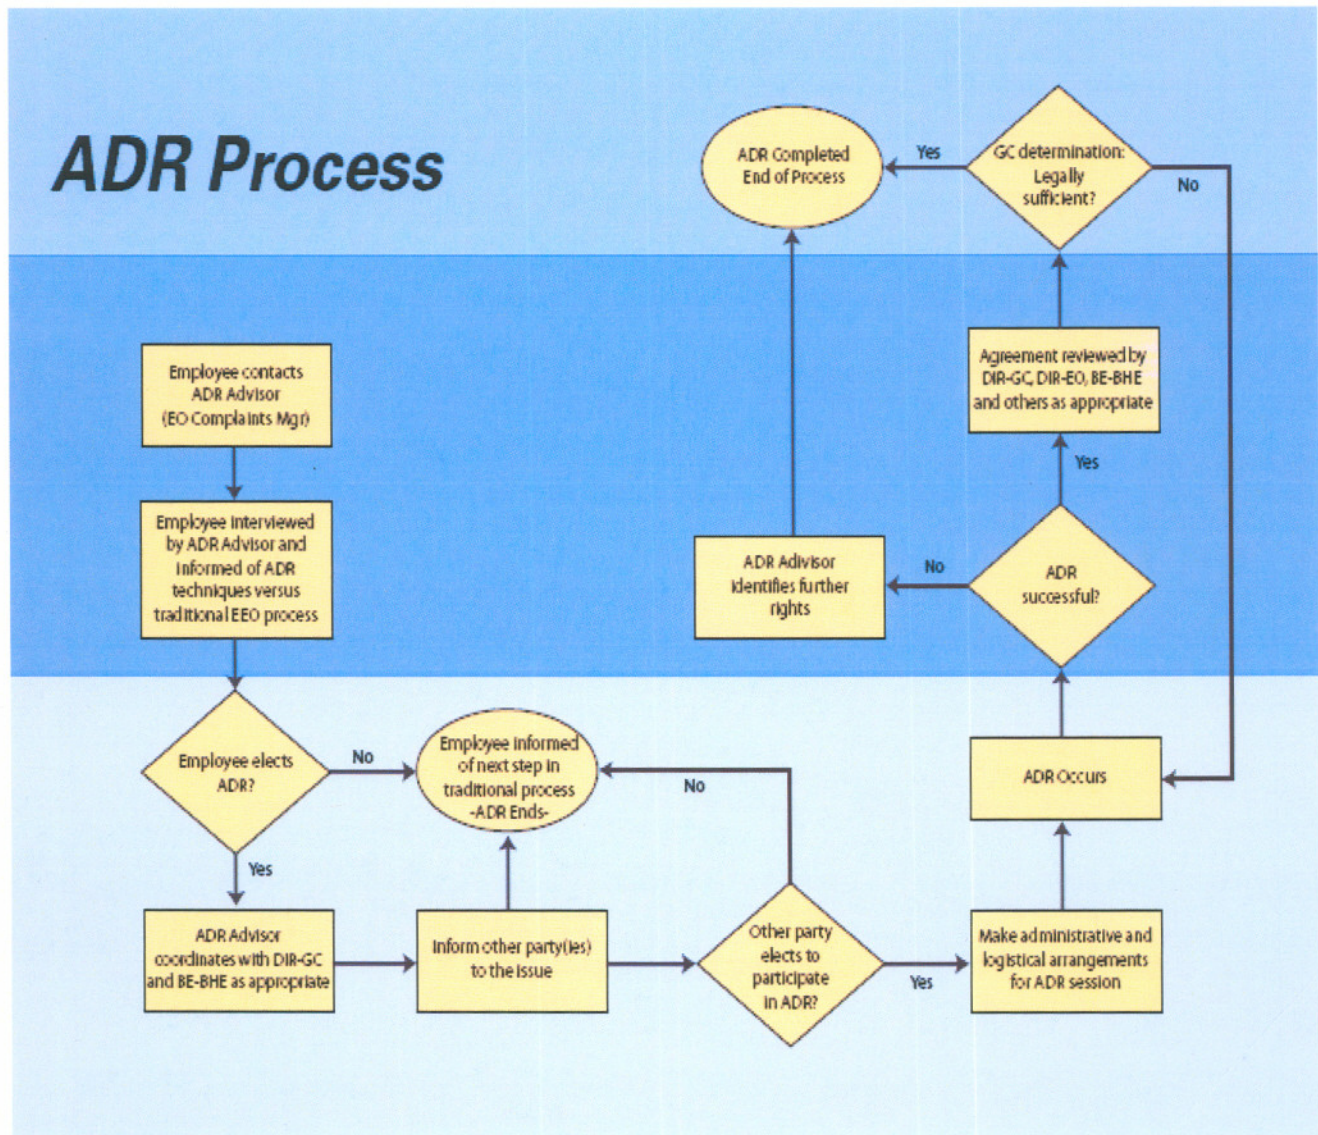 ADR Process
ADR Completed
End of Process
Yes
GC determination:
Legally
sufficient?
No
Employee contacts
ADR Advisor
(EO Complaints Mgr)
Agreement reviewed by
DIR-GC, DIR-EO, BE-BHE
and others as appropriate
Yes
Employee interviewed
by ADR Advisor and
informed of ADR
techniques versus
traditional EEO process
ADR Adivisor
identifies further
rights
No
ADR
successful?
Employee elects
ADR?
No
Employee informed
of next step in
traditional process
-ADR Ends-
No
ADR Occurs
Yes
ADR Advisor
coordinates with DIR-GC
and BE-BHE as appropriate
Inform other party(ies)
to the issue
Other party
elects to
participate
in ADR?
Yes
Make administrative and
logistical arrangements
for ADR session